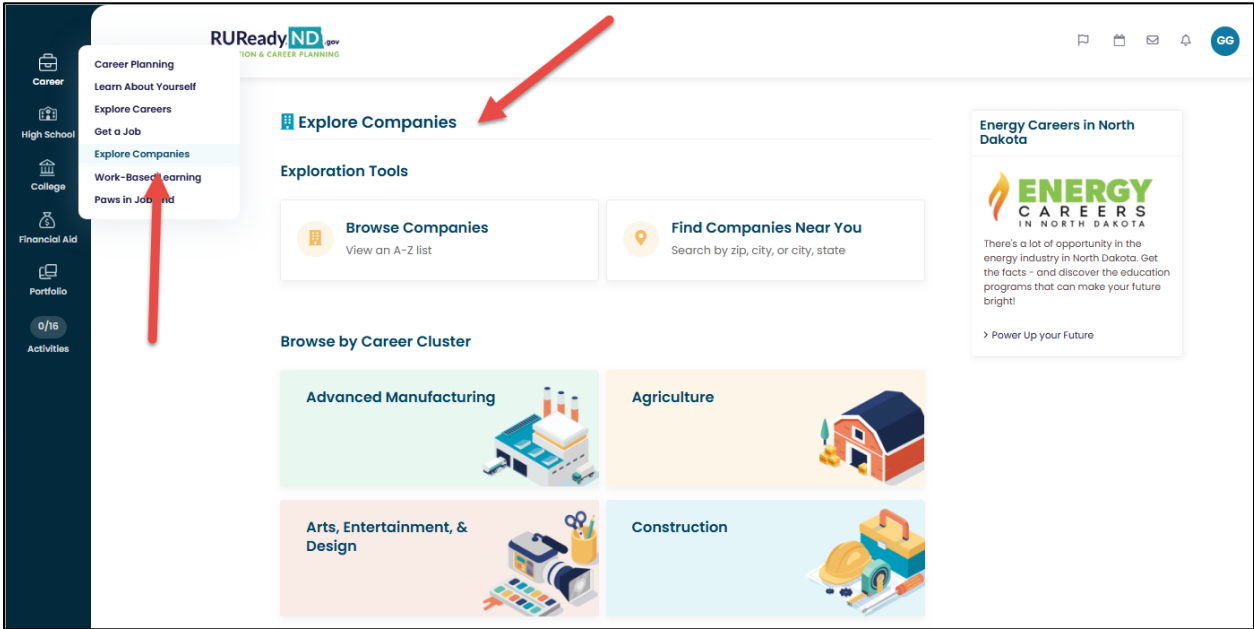 Career
High School
College
Financial Aid
Portfolio
0/16
Activities
Career Planning
Learn About Yourself
Explore Careers
Get a Job
Explore Companies
Work-Based Learning
Paws in
RUReady ND .gov
& CAREER PLANNING
GG
Explore Companies
Exploration Tools
Browse Companies
View an A-Z list
Find Companies Near You
Search by zip, city, or city, state
Browse by Career Cluster
Advanced Manufacturing
Agriculture
Arts, Entertainment, &
Design
Construction
Energy Careers in North
Dakota
ENERGY
CAREERS
IN NORTH DAKOTA
There's a lot of opportunity in the
energy industry in North Dakota. Get
the facts - and discover the education
programs that can make your future
bright!
> Power Up your Future